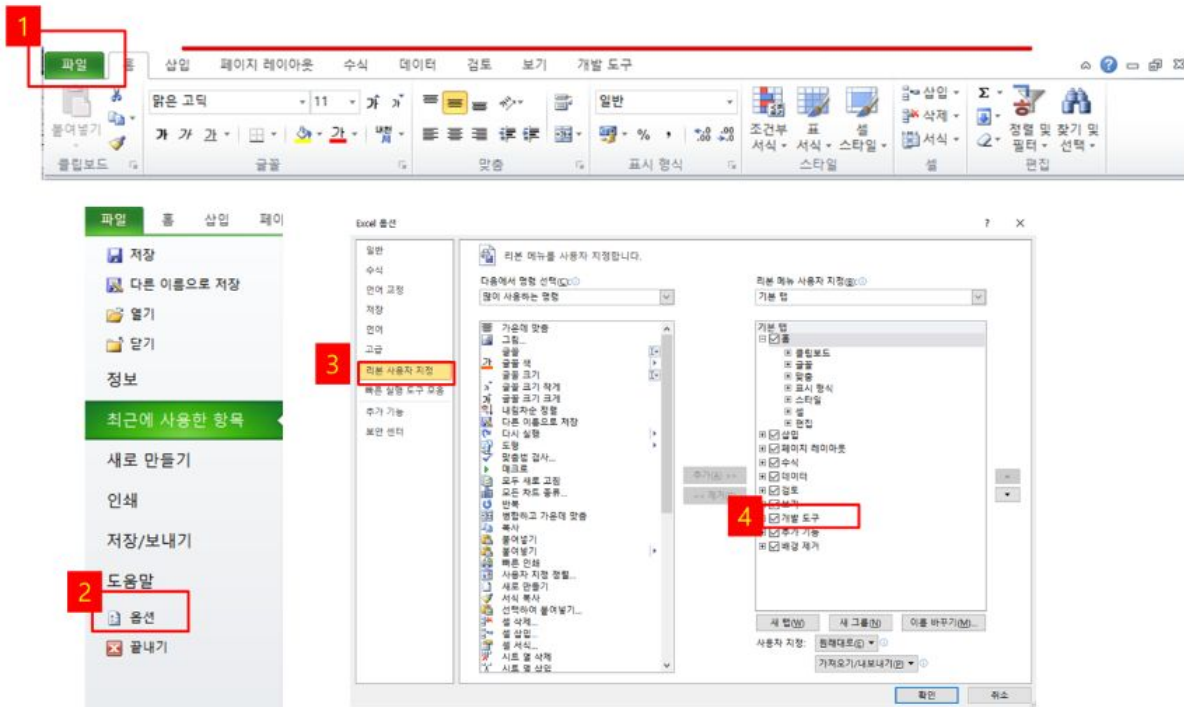 1
파일 홈 삽입 페이지 레이아웃 수식 데이터 검토 보기 개발 도구
맑은 고딕 11 가 가 일반 삽입 Σ
붙여넣기 가 가 가 가 내천 % , 조건부 서식 표 서식 셀 스타일 삭제 서식 정렬 및 필터 찾기 및 선택
클립보드 글꼴 맞춤 표시 형식 스타일 셀 편집
파일 홈 삽입 페이
저장
다른 이름으로 저장
열기
닫기
정보
최근에 사용한 항목
새로 만들기
인쇄
저장/보내기
도움말
2
옵션
끝내기
Excel 옵션 ? ×
일반
수식
언어 교정
저장
언어
고급
3
리본 사용자 지정
빠른 실행 도구 모음
추가 기능
보안 센터
리본 메뉴를 사용자 지정합니다.
다음에서 명령 선택(C):
많이 사용하는 명령
가운데 맞춤
그림...
글꼴
글꼴 색
글꼴 크기
글꼴 크기 작게
글꼴 크기 크게
내림차순 정렬
다른 이름으로 저장
다시 실행
도형
맞춤법 검사...
매크로
모두 새로 고침
모든 차트 종류...
반복
병합하고 가운데 맞춤
복사
붙여넣기
붙여넣기
빠른 인쇄
사용자 지정 정렬...
새로 만들기
서식 복사
선택하여 붙여넣기...
셀 삭제...
셀 삽입...
셀 서식...
시트 열 삭제
시트 열 삽입
추가(A) >>
<< 제거(R)
리본 메뉴 사용자 지정(B):
기본 탭
기본 탭
홈
클립보드
글꼴
맞춤
표시 형식
스타일
셀
편집
삽입
페이지 레이아웃
수식
데이터
검토
보기
4
개발 도구
추가 기능
배경 제거
새 탭(W) 새 그룹(N) 이름 바꾸기(M)...
사용자 지정: 원래대로(E)
가져오기/내보내기(P)
확인 취소